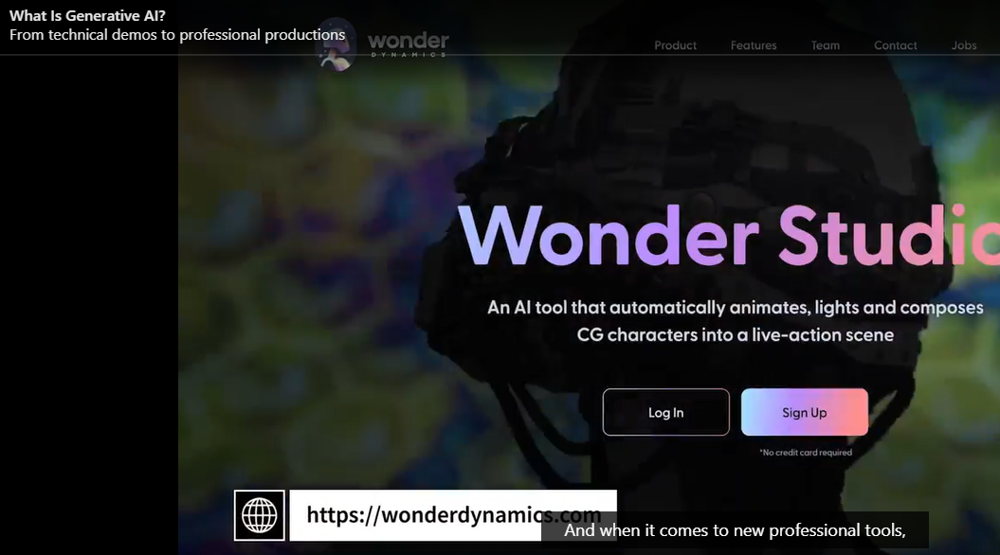 What Is Generative AI?
From technical demos to professional productions
wonder
DYNAMICS
Product Features Team Contact Jobs
Wonder Studio
An AI tool that automatically animates, lights and composes
CG characters into a live-action scene
Log In Sign Up
*No credit card required
https://wonderdynamics.com
And when it comes to new professional tools,